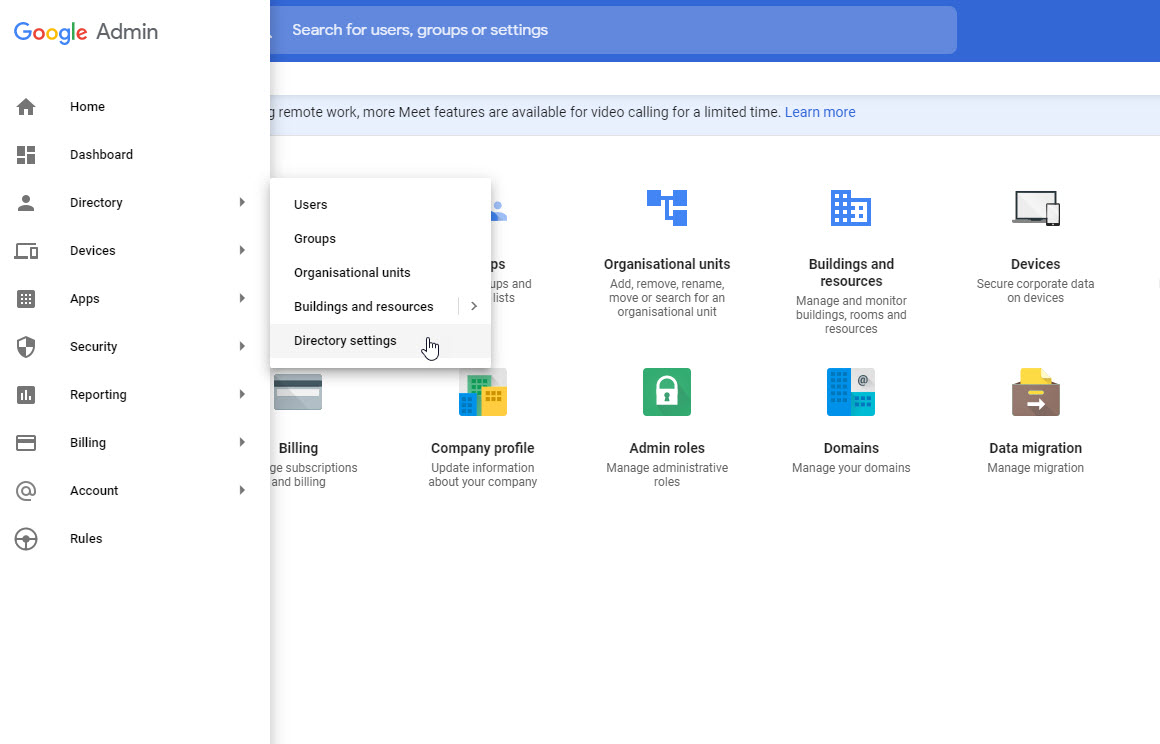 Google Admin
Search for users, groups or settings
Home
Dashboard
Directory
Devices
Apps
Security
Reporting
Billing
Account
Rules
remote work, more Meet features are available for video calling for a limited time. Learn more
Users
Groups
Organisational units
Buildings and resources
Directory settings
and
lists
Organisational units
Add, remove, rename,
move or search for an
organisational unit
Buildings and
resources
Manage and monitor
buildings, rooms and
resources
Devices
Secure corporate data
on devices
Billing
subscriptions
and billing
Company profile
Update information
about your company
Admin roles
Manage administrative
roles
@
Domains
Manage your domains
Data migration
Manage migration